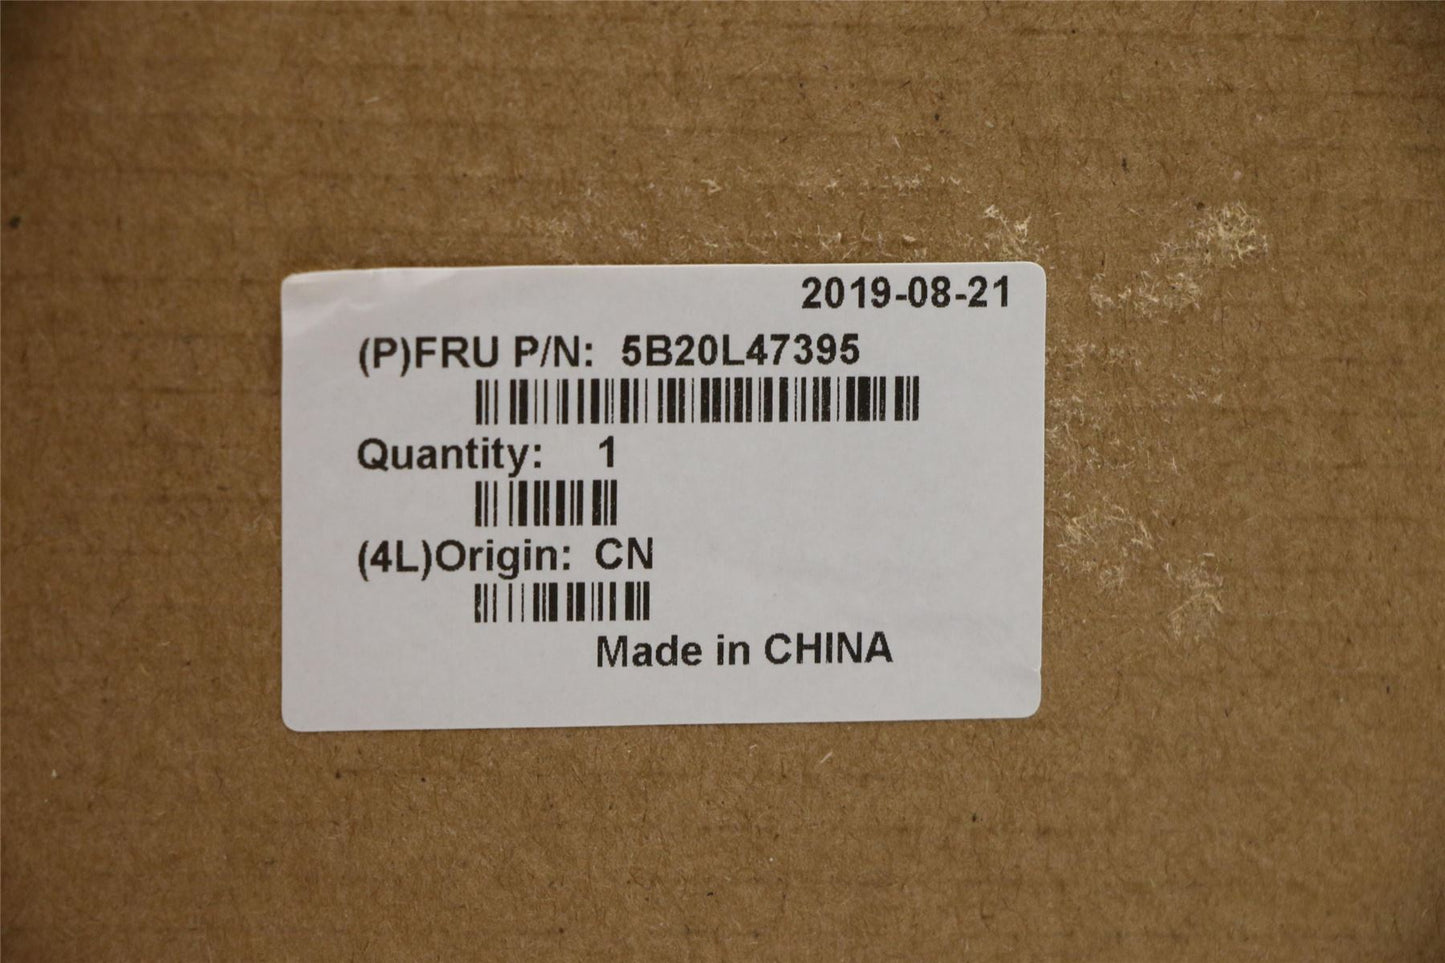 2019-08-21
(P)FRU P/N: 5B20L47395
Quantity: 1
(4L)Origin: CN
Made in CHINA